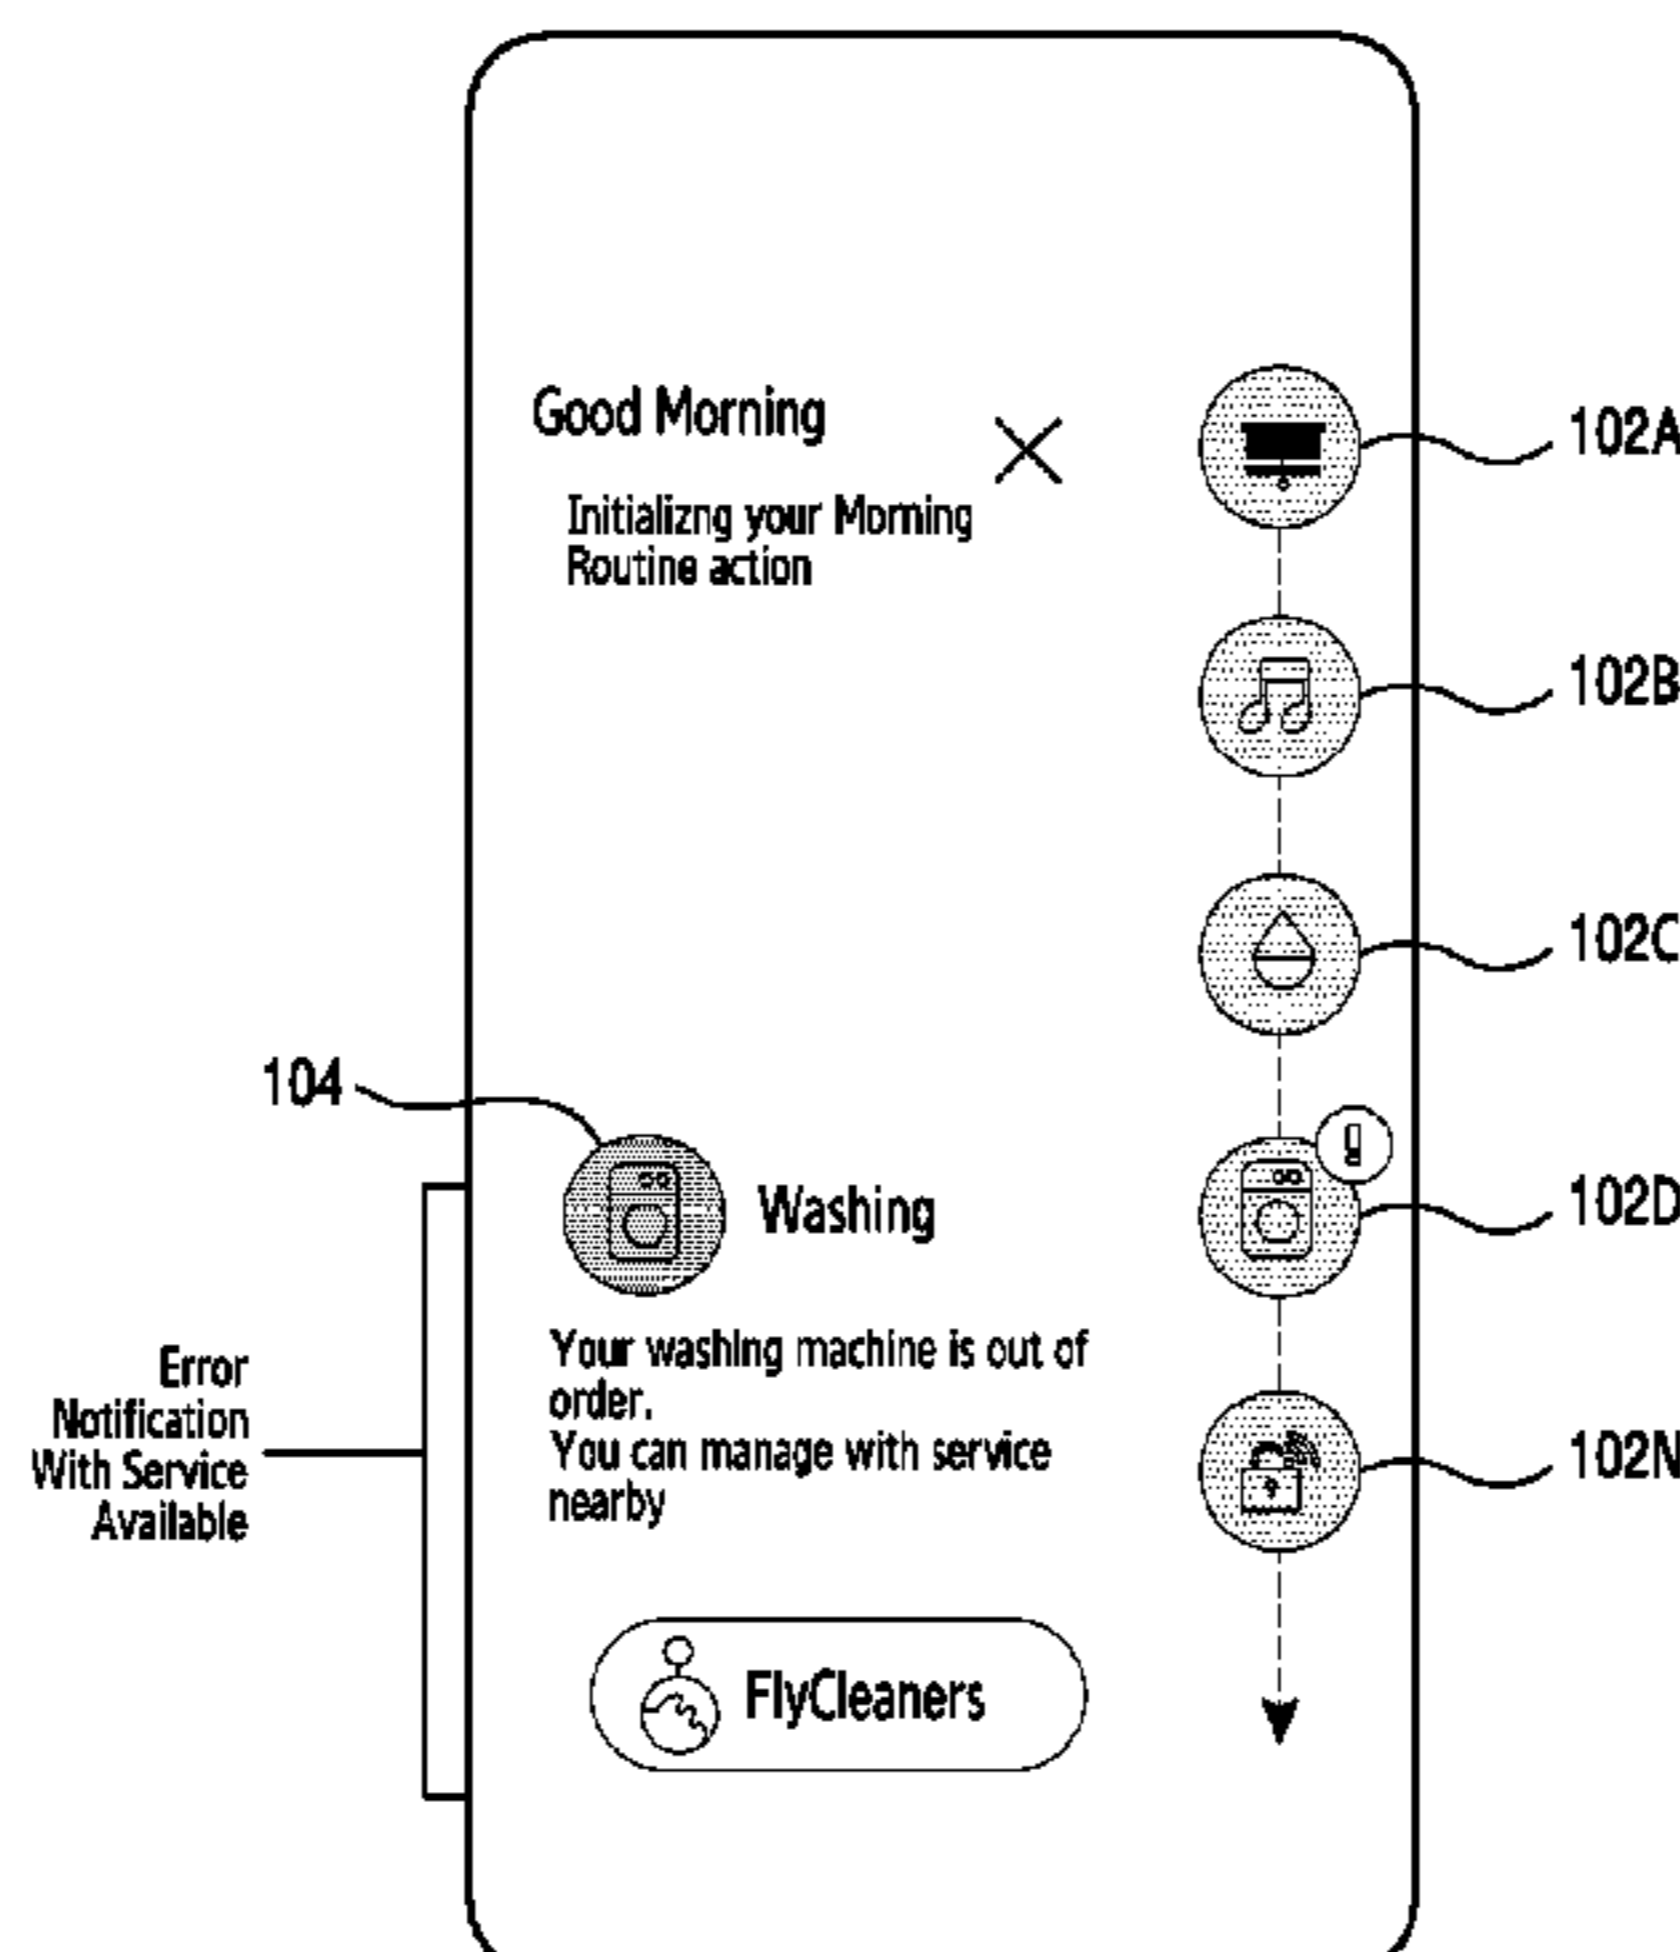 Good Morning
Initializng your Morning
Routine action
102A
102B
102C
104
Washing
102D
Your washing machine is out of
order.
You can manage with service
nearby
Error
Notification
With Service
Available
102N
FlyCleaners